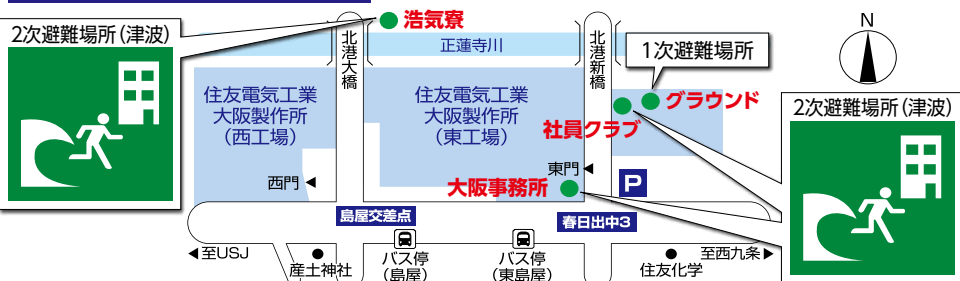 2次避難場所（津波）
浩気寮
北港大橋
正蓮寺川
北港新橋
1次避難場所
N
住友電気工業
大阪製作所
（西工場）
住友電気工業
大阪製作所
（東工場）
グラウンド
社員クラブ
2次避難場所（津波）
東門◀
西門◀
大阪事務所
P
島屋交差点
春日出中3
◀至USJ
産土神社
バス停
（島屋）
バス停
（東島屋）
住友化学
至西九条▶